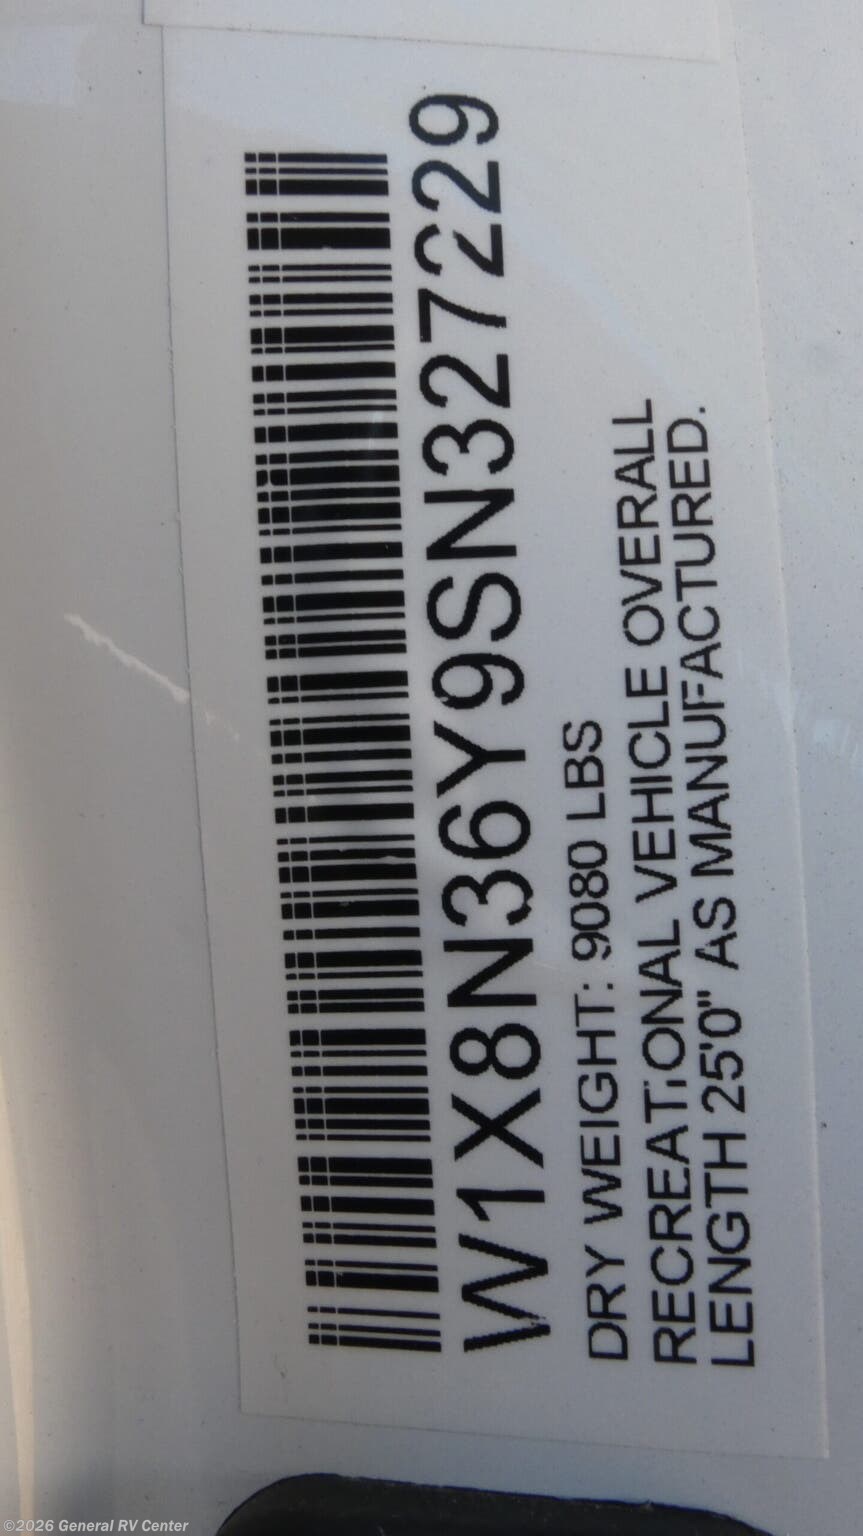 W1X8N36Y9SN327229
DRY WEIGHT: 9080 LBS
RECREATIONAL VEHICLE OVERALL
LENGTH 25'0" AS MANUFACTURED.
©2026 General RV Center